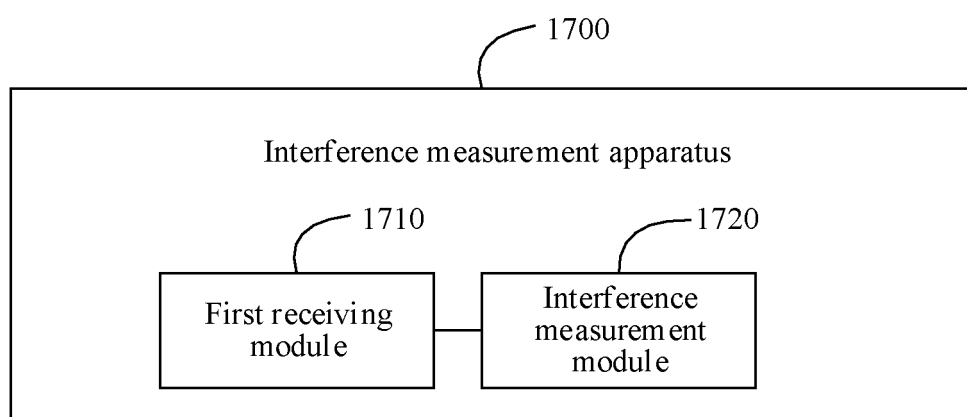 1700
Interference measurement apparatus
1710
1720
First receiving
module
Interference
measurement
module